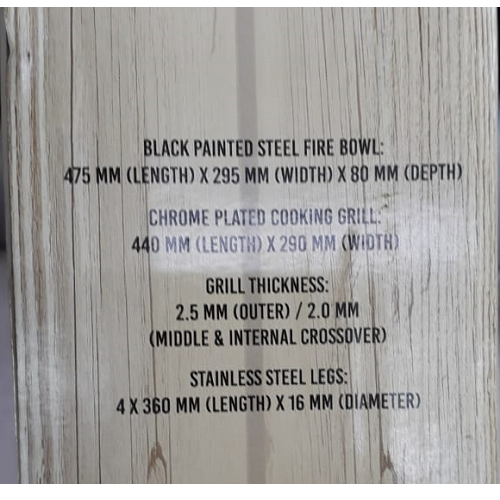 BLACK PAINTED STEEL FIRE BOWL:
475 MM (LENGTH) X 295 MM (WIDTH) X 80 MM (DEPTH)
CHROME PLATED COOKING GRILL:
440 MM (LENGTH) X 290 MM (WIDTH)
GRILL THICKNESS:
2.5 MM (OUTER) / 2.0 MM
(MIDDLE & INTERNAL CROSSOVER)
STAINLESS STEEL LEGS:
4 X 360 MM (LENGTH) X 16 MM (DIAMETER)